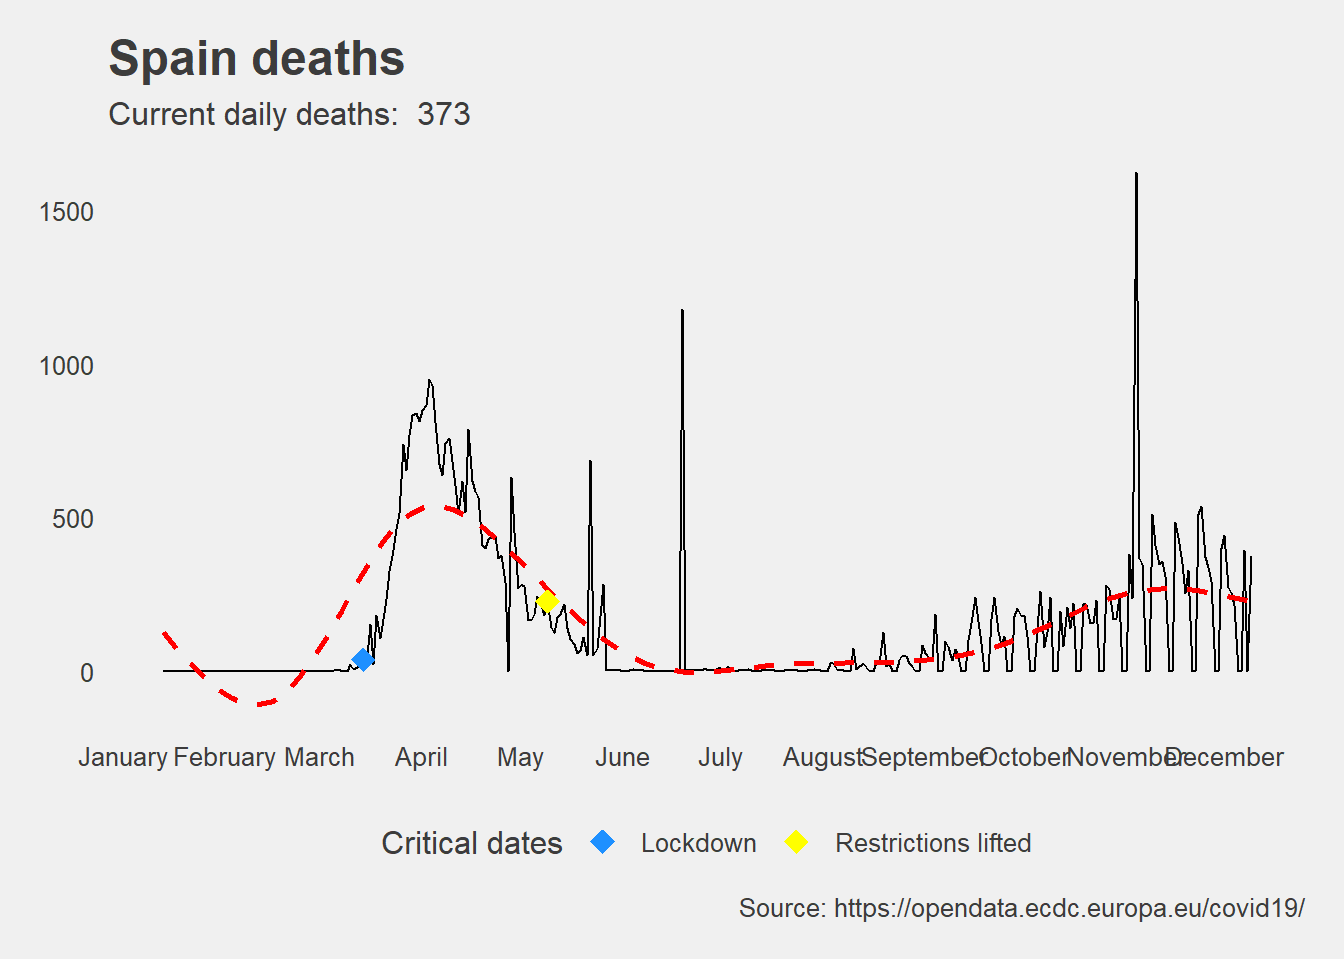 Spain deaths
Current daily deaths:  373
1500
1000
500
0
January February March April May June July August September October November December
Critical dates Lockdown Restrictions lifted
Source: https://opendata.ecdc.europa.eu/covid19/